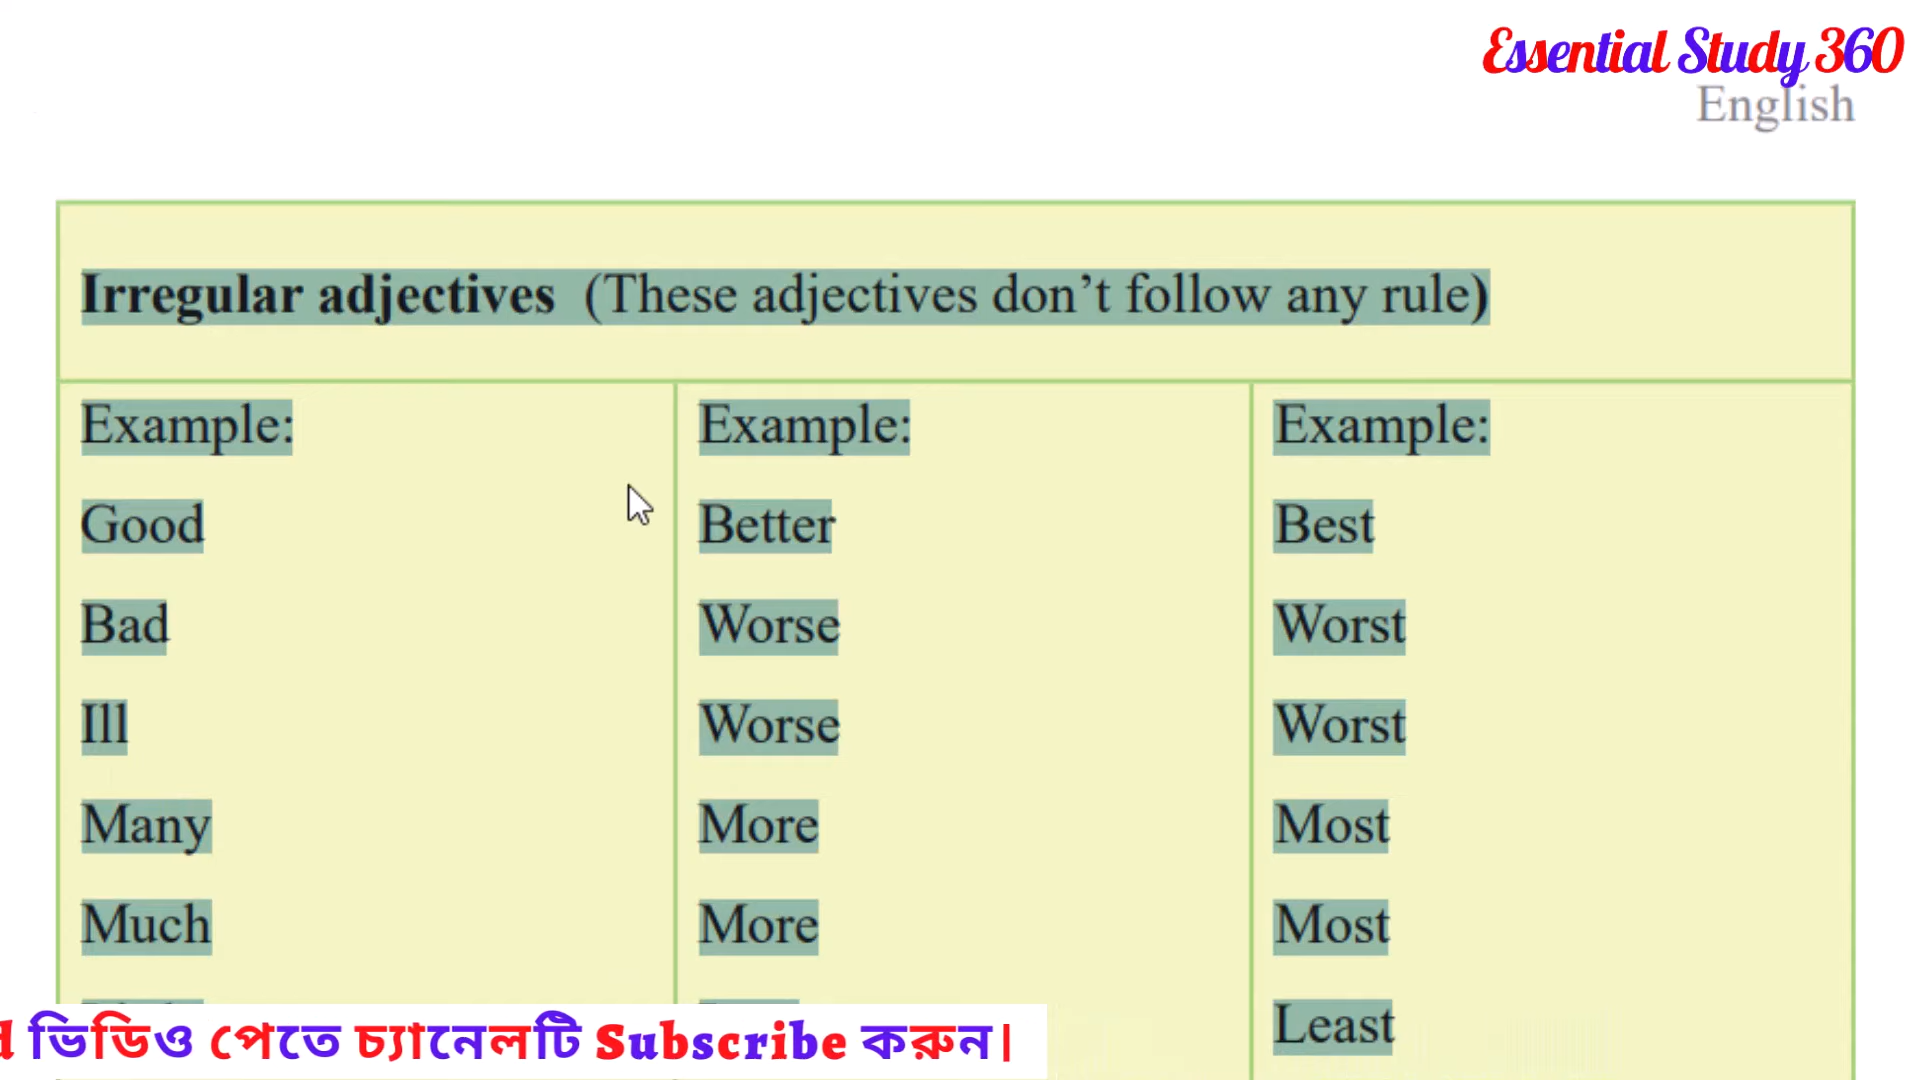 Essential Study 360
English
Irregular adjectives (These adjectives don’t follow any rule)
Example: Example: Example:
Good Better Best
Bad Worse Worst
Ill Worse Worst
Many More Most
Much More Most
Least
ভিডিও পেতে চ্যানেলটি Subscribe করুন।